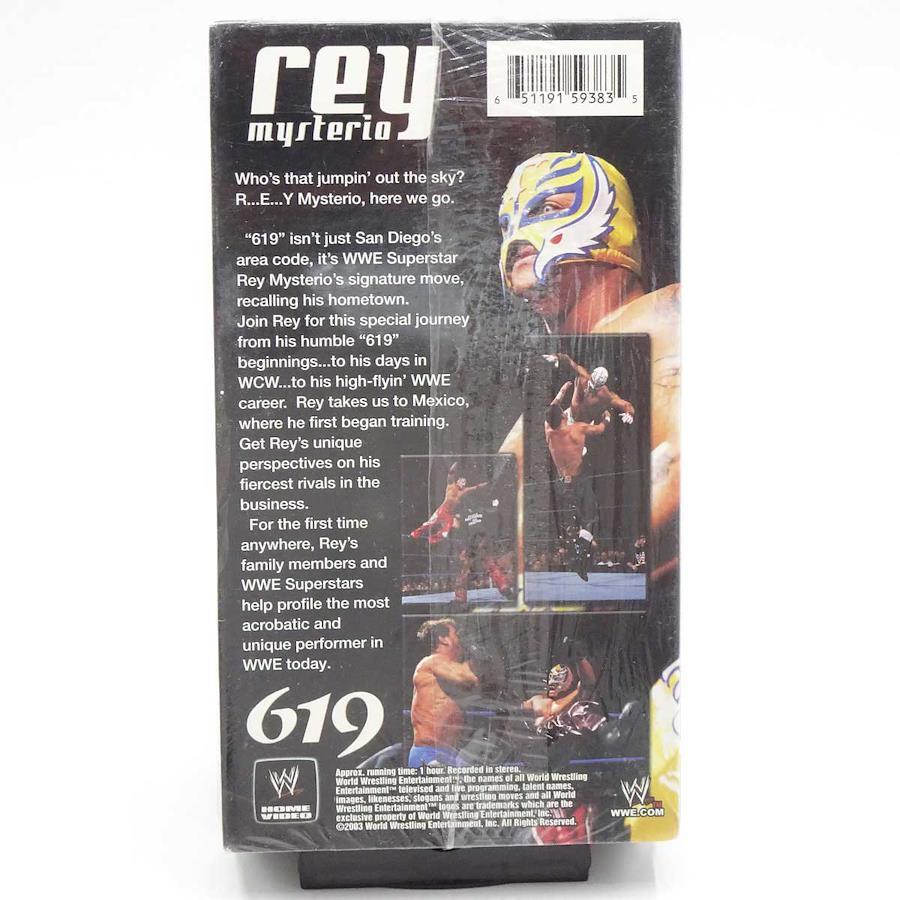 rey
mysterio
6 51191 59383 5
Who's that jumpin' out the sky?
R...E...Y Mysterio, here we go.
"619" isn't just San Diego's
area code, it's WWE Superstar
Rey Mysterio's signature move,
recalling his hometown.
Join Rey for this special journey
from his humble "619"
beginnings...to his days in
WCW...to his high-flyin' WWE
career. Rey takes us to Mexico,
where he first began training.
Get Rey's unique
perspectives on his
fiercest rivals in the
business.
For the first time
anywhere, Rey's
family members and
WWE Superstars
help profile the most
acrobatic and
unique performer in
WWE today.
619
W
HOME
VIDEO
Approx. running time: 1 hour. Recorded in stereo.
World Wrestling Entertainment™, the names of all World Wrestling
Entertainment™ televised and live programming, talent names,
images, likenesses, slogans and wrestling moves and all World
Wrestling Entertainment™ logos are trademarks which are the
exclusive property of World Wrestling Entertainment, Inc.
©2003 World Wrestling Entertainment, Inc. All Rights Reserved.
W
WWE.COM